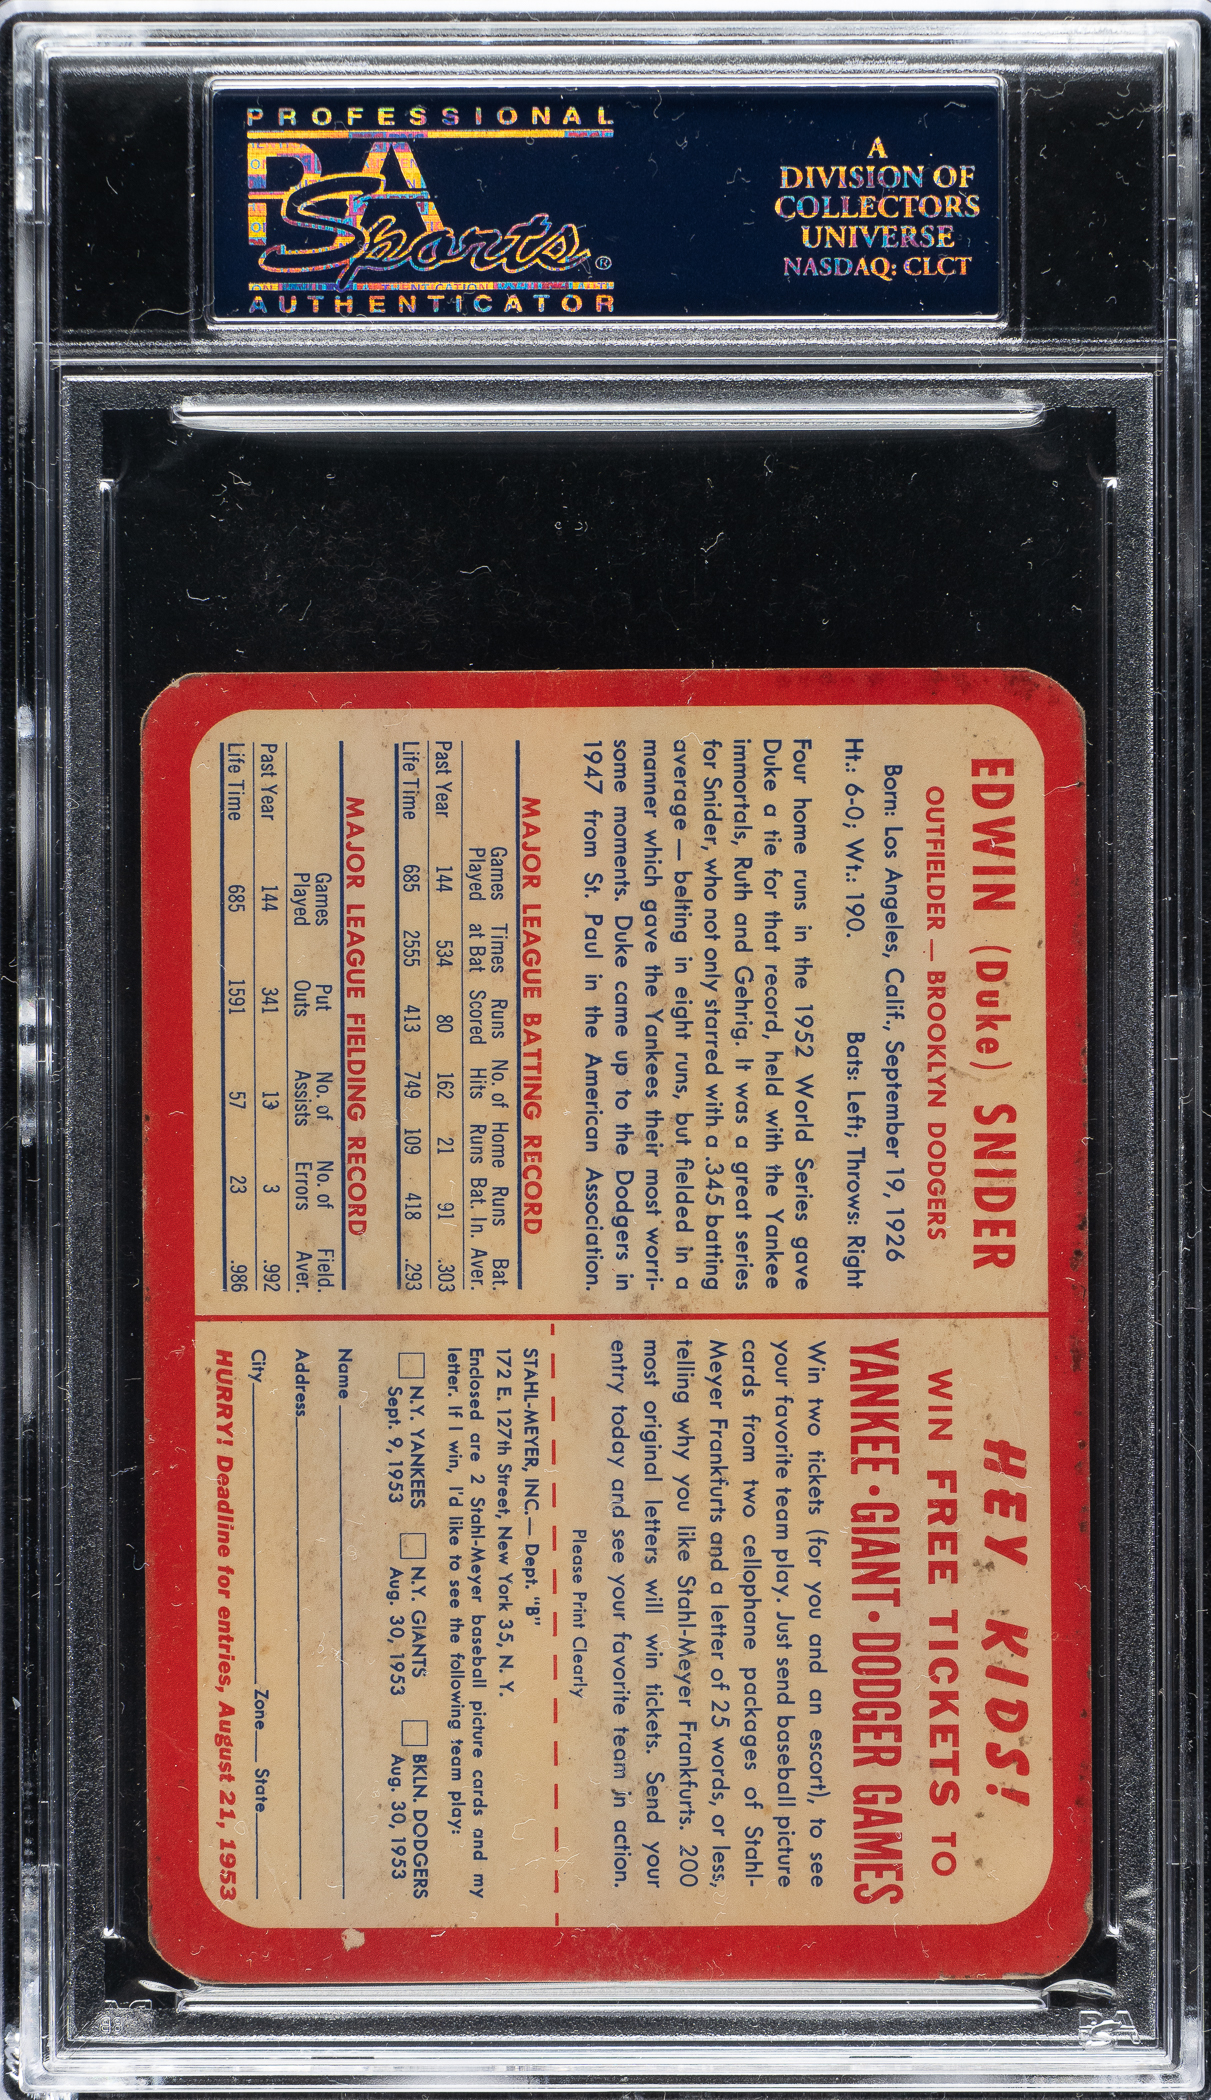 PROFESSIONAL
PSA
Sports®
AUTHENTICATOR
A
DIVISION OF
COLLECTORS
UNIVERSE
NASDAQ: CLCT
EDWIN (Duke) SNIDER
OUTFIELDER — BROOKLYN DODGERS
Born: Los Angeles, Calif., September 19, 1926
Ht.: 6-0; Wt.: 190. Bats: Left; Throws: Right
Four home runs in the 1952 World Series gave
Duke a tie for that record, held with the Yankee
immortals, Ruth and Gehrig. It was a great series
for Snider, who not only starred with a .345 batting
average — belting in eight runs, but fielded in a
manner which gave the Yankees their most worri-
some moments. Duke came up to the Dodgers in
1947 from St. Paul in the American Association.
MAJOR LEAGUE BATTING RECORD
Games Times Runs No. of Home Runs Bat.
Played at Bat Scored Hits Runs Bat. In. Aver.
Past Year 144 534 80 162 21 91 .303
Life Time 685 2555 413 749 109 418 .293
MAJOR LEAGUE FIELDING RECORD
Games Put No. of No. of Field.
Played Outs Assists Errors Aver.
Past Year 144 341 13 3 .992
Life Time 685 1591 57 23 .986
HEY KIDS!
WIN FREE TICKETS TO
YANKEE • GIANT • DODGER GAMES
Win two tickets (for you and an escort), to see
your favorite team play. Just send baseball picture
cards from two cellophane packages of Stahl-
Meyer Frankfurts and a letter of 25 words, or less,
telling why you like Stahl-Meyer Frankfurts. 200
most original letters will win tickets. Send your
entry today and see your favorite team in action.
Please Print Clearly
STAHL-MEYER, INC.— Dept. "B"
172 E. 127th Street, New York 35, N. Y.
Enclosed are 2 Stahl-Meyer baseball picture cards and my
letter. If I win, I'd like to see the following team play:
N.Y. YANKEES N.Y. GIANTS BKLN. DODGERS
Sept. 9, 1953 Aug. 30, 1953 Aug. 30, 1953
Name
Address
City Zone State
HURRY! Deadline for entries, August 21, 1953
PSA